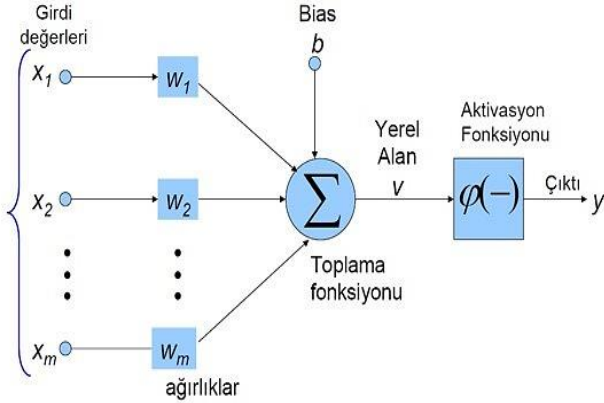 Girdi
değerleri
x1
x2
xm
w1
w2
wm
ağırlıklar
Bias
b
Σ
Toplama
fonksiyonu
Yerel
Alan
v
Aktivasyon
Fonksiyonu
φ(−)
Çıktı
y